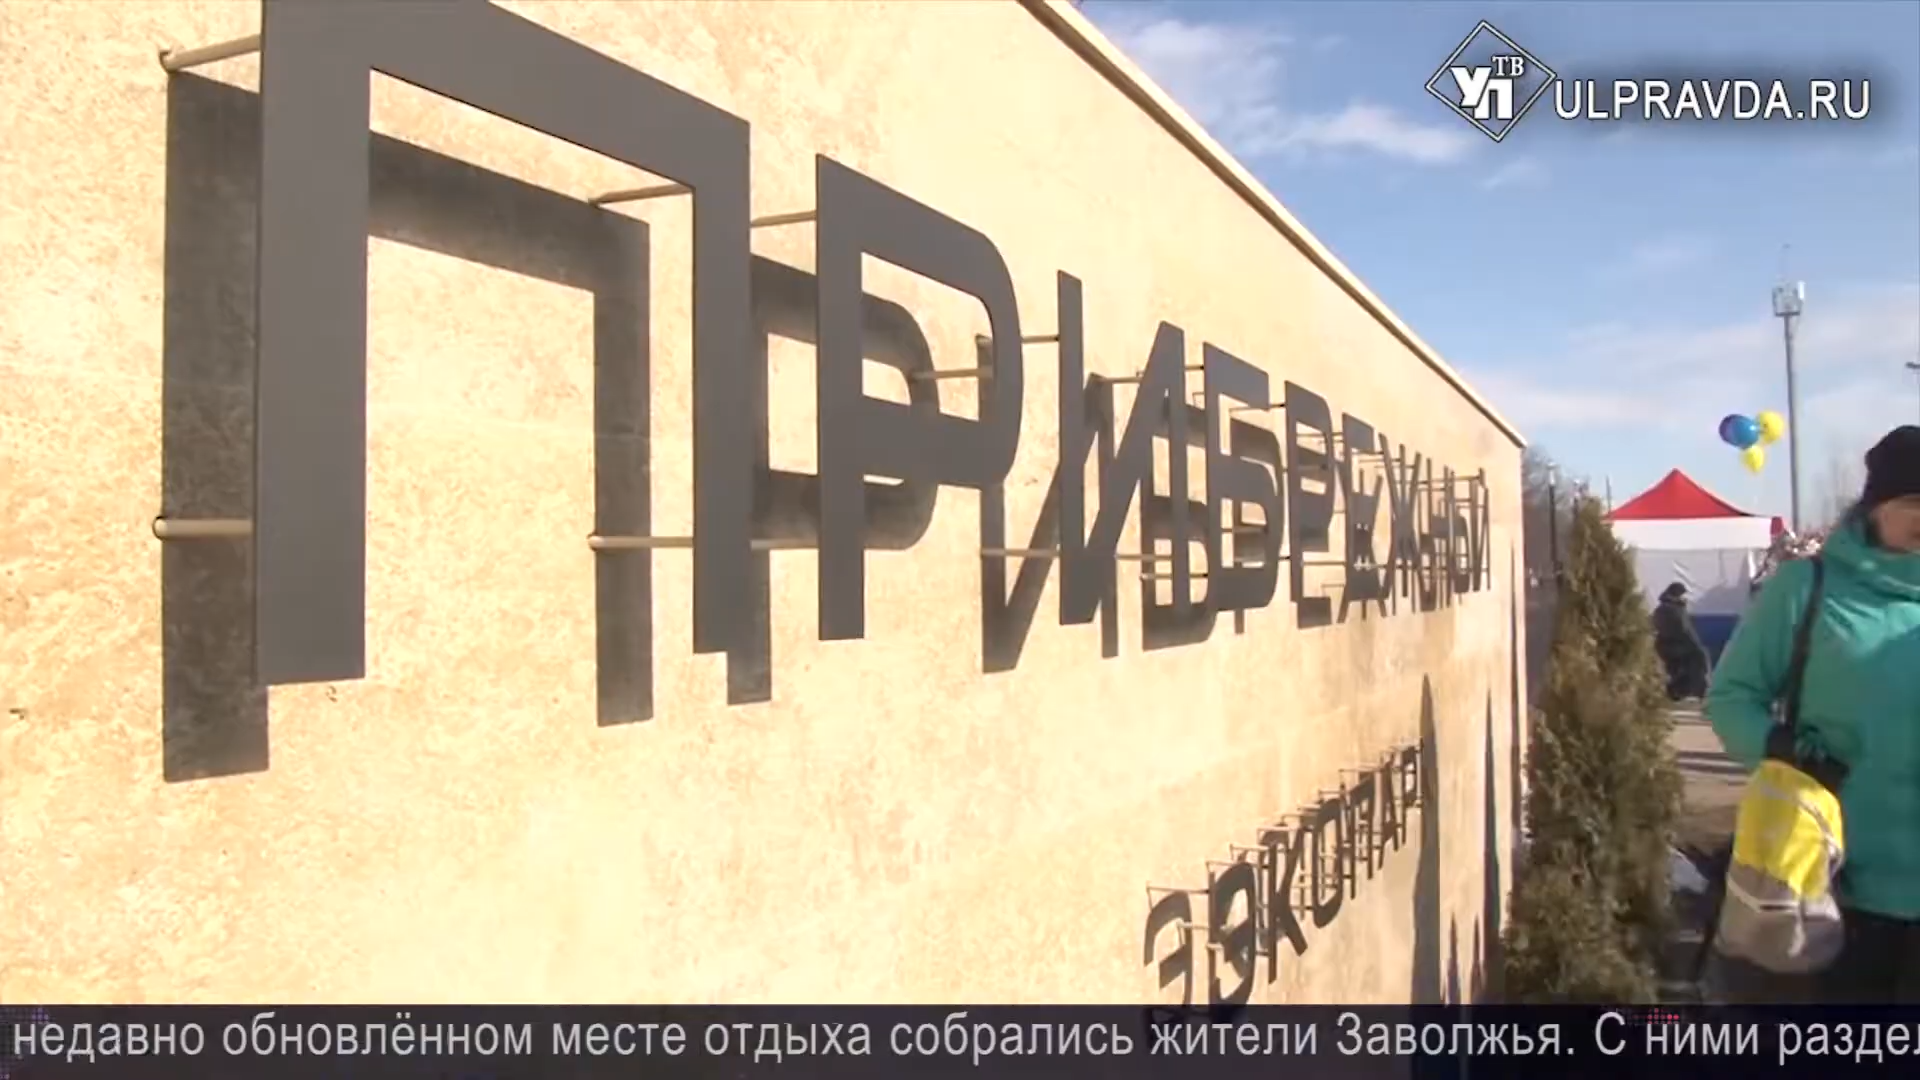 УП ТВ
ULPRAVDA.RU
ПРИБРЕЖНЫЙ
ЭКОПАРК
недавно обновлённом месте отдыха собрались жители Заволжья. С ними раздел